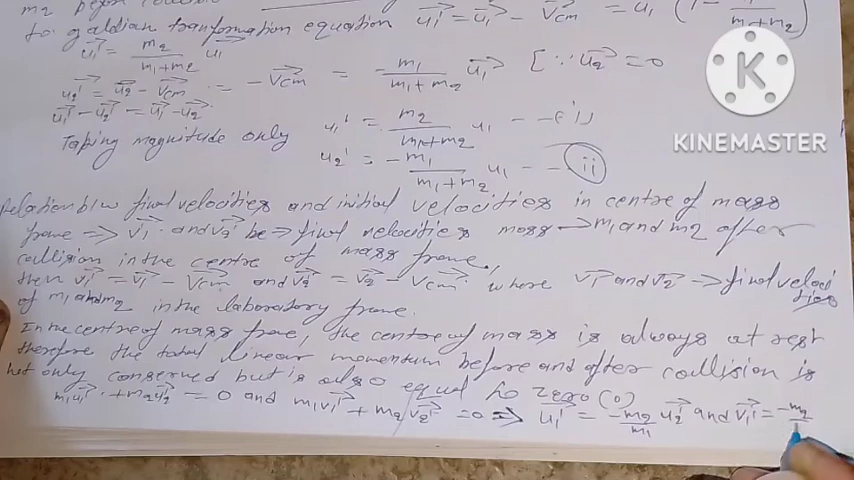 m2 before collision
to galilian transformation equation u1' = u1 - Vcm = u1 (1 - m1/m1+m2)
u1' = m2/m1+m2 u1
u2' = u2 - Vcm = - Vcm = -m1/m1+m2 u1 [∵ u2 = 0
u1' - u2' = u1 - u2
Taking magnitude only u1' = m2/m1+m2 u1 --(i)
u2' = -m1/m1+m2 u1 -- ii
Relation b/w final velocities and initial velocities in centre of mass
frame => v1' and v2' be => final velocities mass → m1 and m2 after
collision in the centre of mass frame,
then v1' = v1 - Vcm and v2' = v2 - Vcm where v1 and v2 → final velocities
of m1 and m2 in the laboratory frame.
In the centre of mass frame, the centre of mass is always at rest
therefore the total linear momentum before and after collision is
not only conserved but is also equal to zero (0)
m1u1' + m2u2' = 0 and m1v1' + m2v2' = 0 => u1' = -m2/m1 u2' and v1' = -m2
KINEMASTER